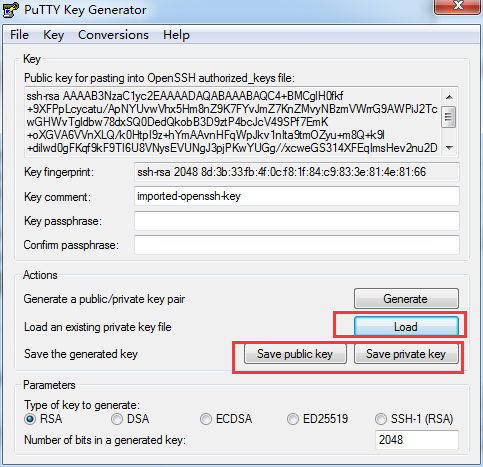 PuTTY Key Generator
File Key Conversions Help
Key
Public key for pasting into OpenSSH authorized_keys file:
ssh-rsa AAAAB3NzaC1yc2EAAAADAQABAAABAQC4+BMCgIH0fkf
+9XFPpLcycatu/ApNYUvwVhx5Hm8nZ9K7FYvJmZ7KnZMvyNBzmVWrrG9AWPiJ2Tc
wGHWvTgldbw78dxSQ0DedQkobB3D9ztP4bcJcV49SPf7EmK
+oXGVA6VVnXLQ/k0HtpI9z+hYmAAvnHFqWpJkv1nIta9tmOZyu+m8Q+k9l
+dilwd0gFKqf9kF9TI6U8VNysEVUNgJ3pjPKwYUGg//xcweGS314XFEqImsHev2nu2D
Key fingerprint: ssh-rsa 2048 8d:3b:33:fb:4f:0c:f8:1f:84:c9:83:3e:81:4e:81:66
Key comment: imported-openssh-key
Key passphrase:
Confirm passphrase:
Actions
Generate a public/private key pair Generate
Load an existing private key file Load
Save the generated key Save public key Save private key
Parameters
Type of key to generate:
RSA DSA ECDSA ED25519 SSH-1 (RSA)
Number of bits in a generated key: 2048